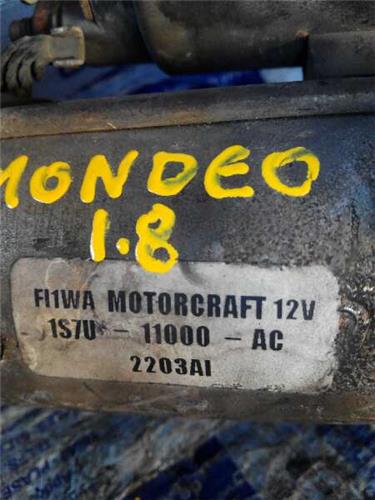 MONDEO
1.8
FI1WA MOTORCRAFT 12V
1S7U - 11000 - AC
2203AI